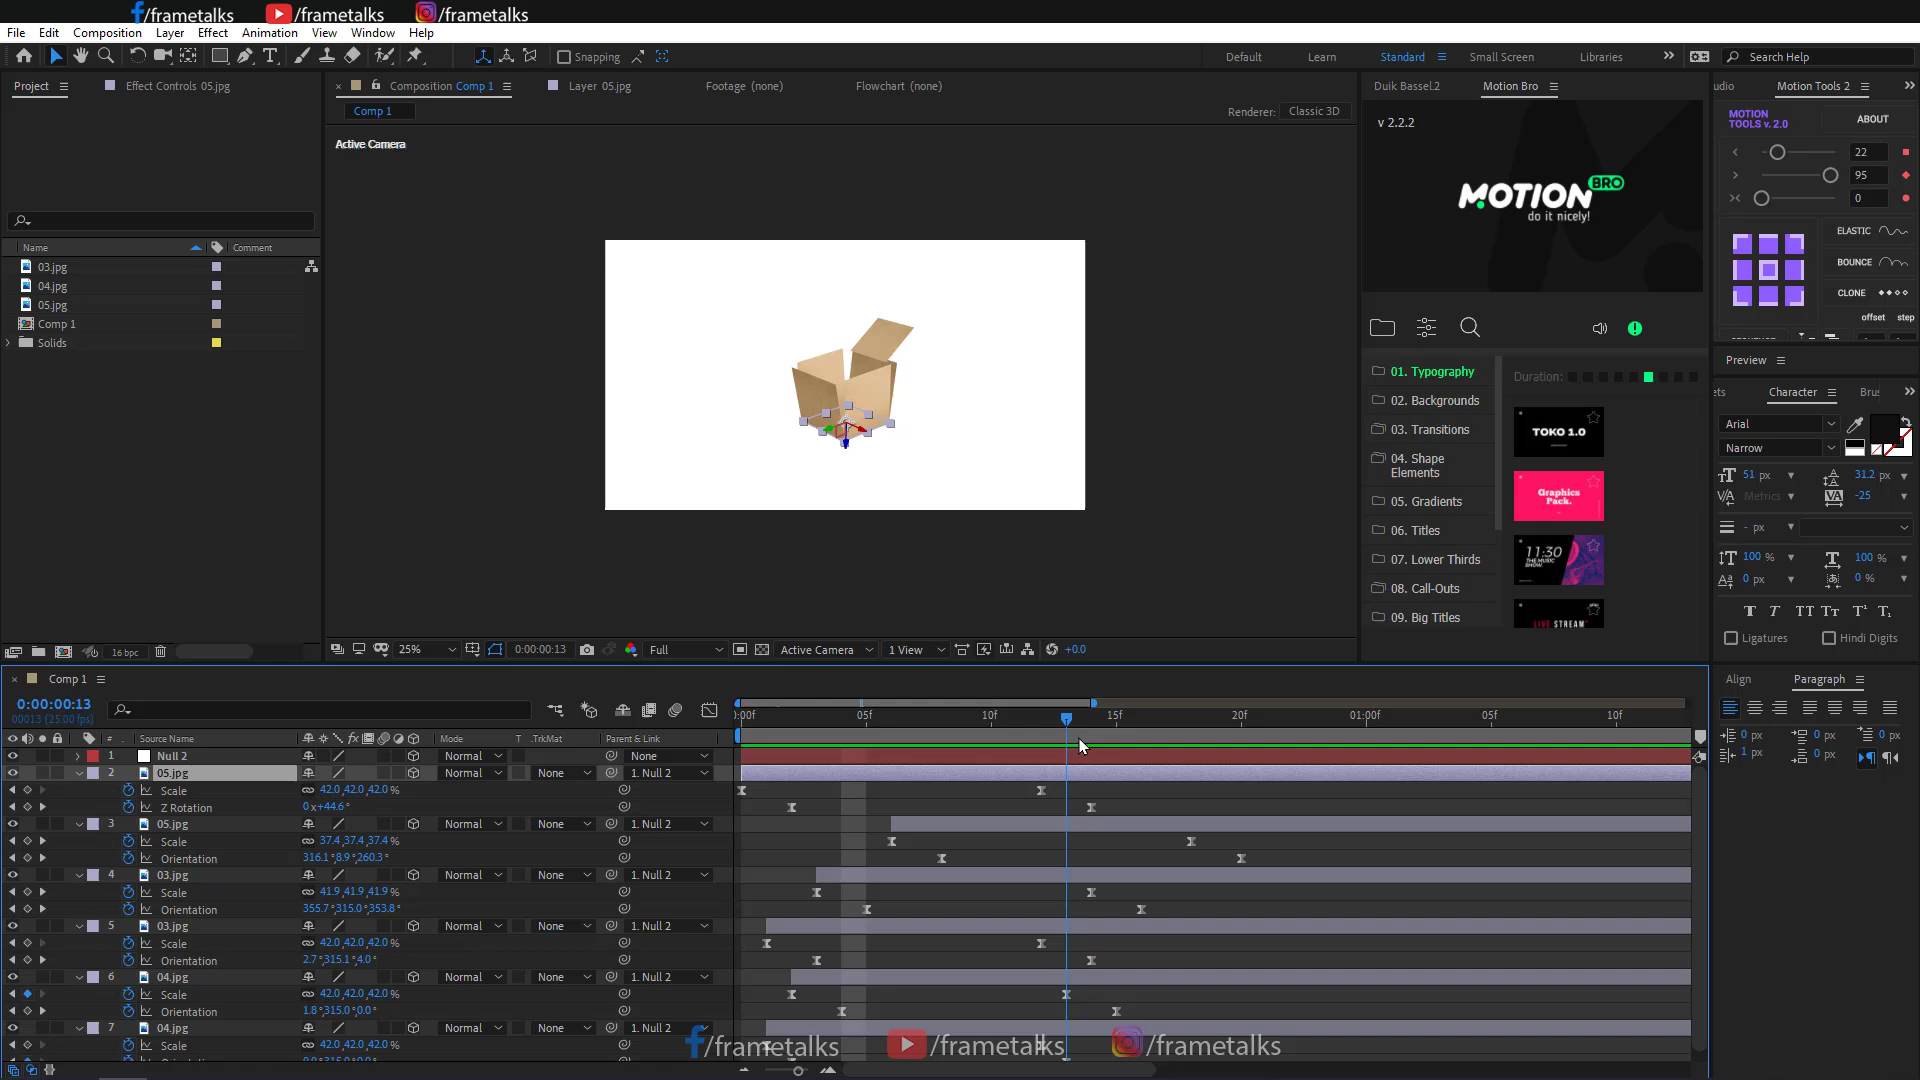 /frametalks /frametalks /frametalks
File Edit Composition Layer Effect Animation View Window Help
Snapping Default Learn Standard Small Screen Libraries Search Help
Project Effect Controls 05.jpg Composition Comp 1 Layer 05.jpg Footage (none) Flowchart (none) Duik Bassel.2 Motion Bro udio Motion Tools 2
Comp 1 Renderer: Classic 3D
v 2.2.2
MOTION TOOLS v. 2.0 ABOUT
Active Camera
22
95
0
MOTION BRO
do it nicely!
ELASTIC
BOUNCE
CLONE
offset step
Name Comment
03.jpg
04.jpg
05.jpg
Comp 1
Solids
Preview
01. Typography Duration:
02. Backgrounds
03. Transitions
04. Shape Elements
05. Gradients
06. Titles
07. Lower Thirds
08. Call-Outs
09. Big Titles
TOKO 1.0
Graphics Pack.
11:30
THE MUSIC SHOW.
LIVE STREAM
ets Character Bru
Arial
Narrow
51 px 31.2 px
Metrics -25
- px
100 % 100 %
0 px 0 %
Ligatures Hindi Digits
16 bpc 25% 0:00:00:13 Full Active Camera 1 View +0.0
Comp 1
0:00:00:13
00013 (25.00 fps)
0:00f 05f 10f 15f 20f 01:00f 05f 10f
# Source Name Mode T .TrkMat Parent & Link
1 Null 2 Normal None
2 05.jpg Normal None 1. Null 2
Scale 42.0,42.0,42.0%
Z Rotation 0x+44.6°
3 05.jpg Normal None 1. Null 2
Scale 37.4,37.4,37.4%
Orientation 316.1°,8.9°,260.3°
4 03.jpg Normal None 1. Null 2
Scale 41.9,41.9,41.9%
Orientation 355.7°,315.0°,353.8°
5 03.jpg Normal None 1. Null 2
Scale 42.0,42.0,42.0%
Orientation 2.7°,315.1°,4.0°
6 04.jpg Normal None 1. Null 2
Scale 42.0,42.0,42.0%
Orientation 1.8°,315.0°,0.0°
7 04.jpg Normal None 1. Null 2
Scale 42.0,42.0,42.0%
Align Paragraph
0 px 0 px 0 px
1 px 0 px
/frametalks /frametalks /frametalks